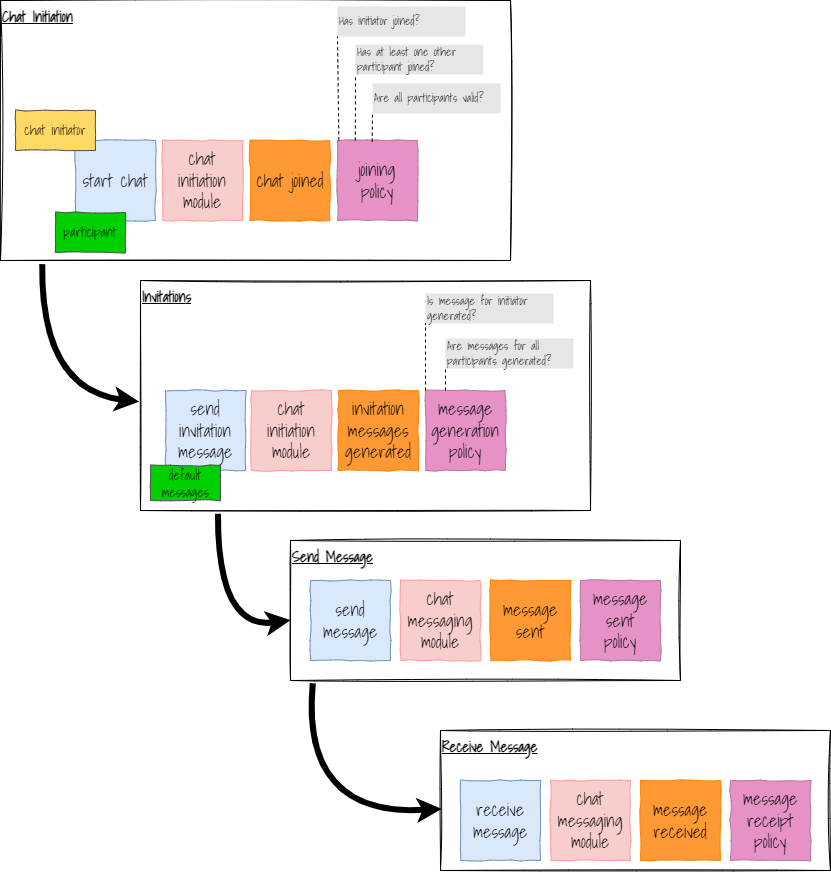 Chat Initiation
Has initiator joined?
Has at least one other
participant joined?
Are all participants valid?
chat initiator
start chat
chat
initiation
module
chat joined
joining
policy
participant
Invitations
Is message for initiator
generated?
Are messages for all
participants generated?
send
invitation
message
chat
initiation
module
invitation
messages
generated
message
generation
policy
default
messages
Send Message
send
message
chat
messaging
module
message
sent
message
sent
policy
Receive Message
receive
message
chat
messaging
module
message
received
message
receipt
policy